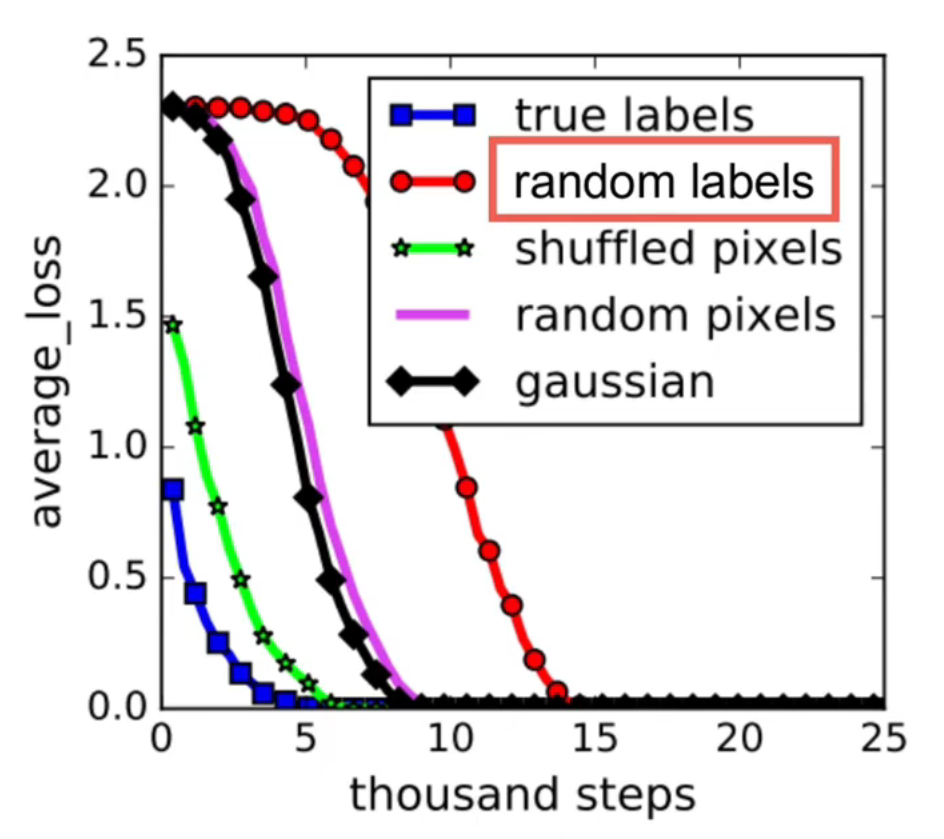 2.5
2.0
1.5
1.0
0.5
0.0
average_loss
true labels
random labels
shuffled pixels
random pixels
gaussian
0 5 10 15 20 25
thousand steps